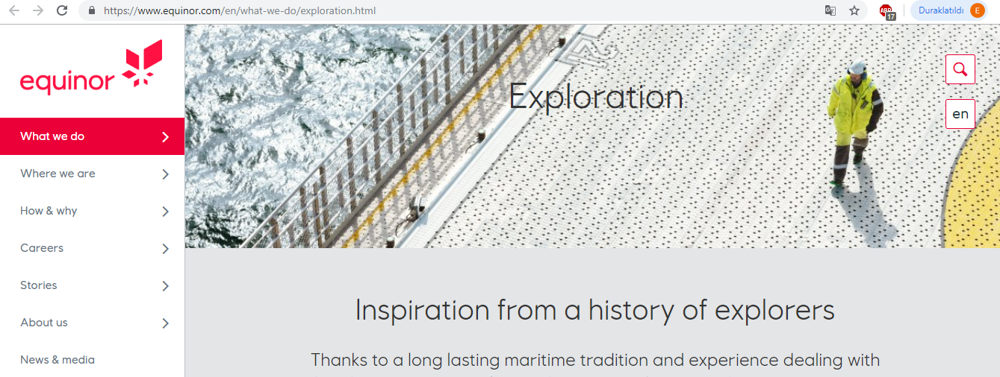 https://www.equinor.com/en/what-we-do/exploration.html
ABP
17
Duraklatıldı
E
equinor
What we do
Where we are
How & why
Careers
Stories
About us
News & media
Exploration
en
Inspiration from a history of explorers
Thanks to a long lasting maritime tradition and experience dealing with